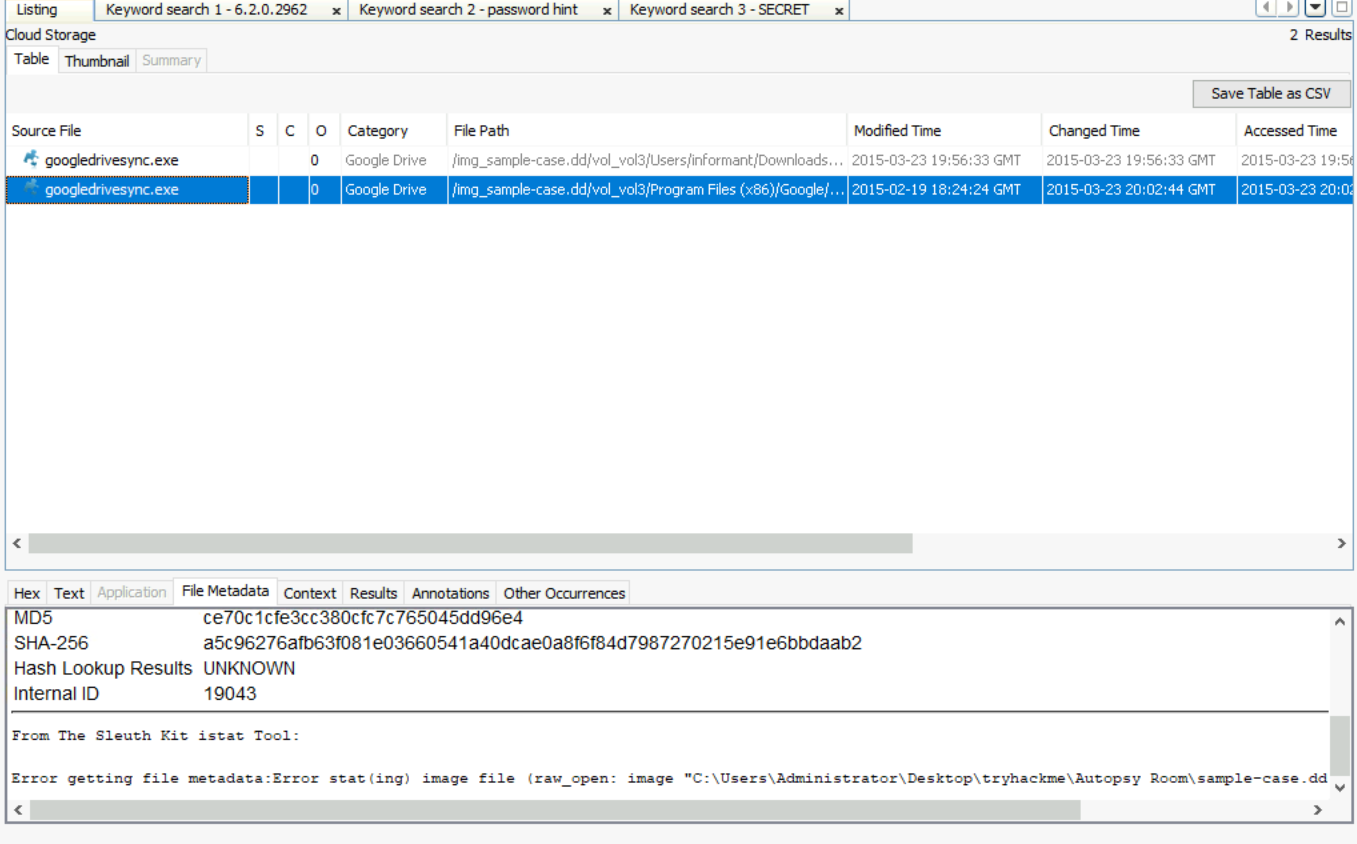 Listing Keyword search 1 - 6.2.0.2962 x Keyword search 2 - password hint x Keyword search 3 - SECRET x
Cloud Storage 2 Results
Table Thumbnail Summary
Save Table as CSV
Source File S C O Category File Path Modified Time Changed Time Accessed Time
googledrivesync.exe 0 Google Drive /img_sample-case.dd/vol_vol3/Users/informant/Downloads... 2015-03-23 19:56:33 GMT 2015-03-23 19:56:33 GMT 2015-03-23 19:56
googledrivesync.exe 0 Google Drive /img_sample-case.dd/vol_vol3/Program Files (x86)/Google/... 2015-02-19 18:24:24 GMT 2015-03-23 20:02:44 GMT 2015-03-23 20:02
Hex Text Application File Metadata Context Results Annotations Other Occurrences
MD5 ce70c1cfe3cc380cfc7c765045dd96e4
SHA-256 a5c96276afb63f081e03660541a40dcae0a8f6f84d7987270215e91e6bbdaab2
Hash Lookup Results UNKNOWN
Internal ID 19043
From The Sleuth Kit istat Tool:
Error getting file metadata:Error stat(ing) image file (raw_open: image "C:\Users\Administrator\Desktop\tryhackme\Autopsy Room\sample-case.dd